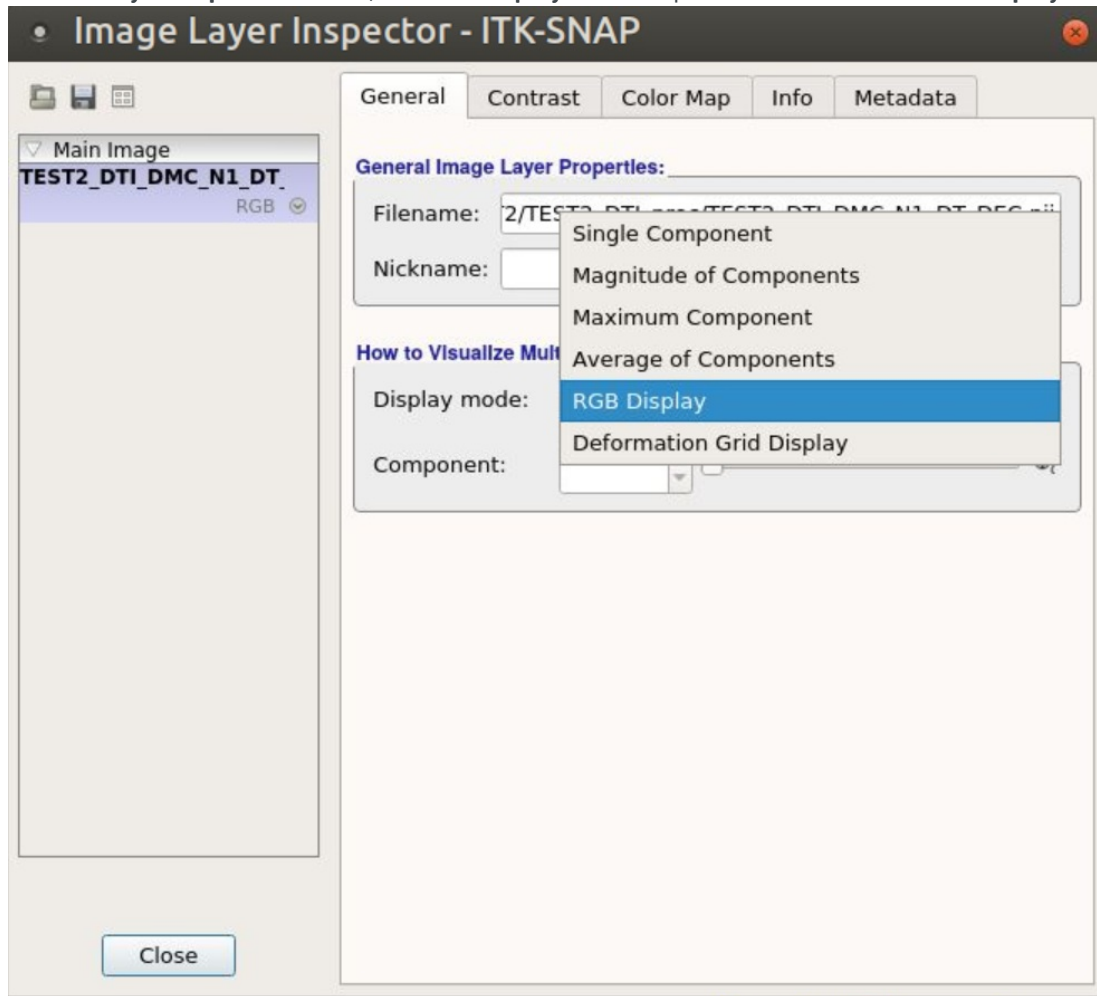 Image Layer Inspector - ITK-SNAP
General Contrast Color Map Info Metadata
Main Image
TEST2_DTI_DMC_N1_DT_
RGB
General Image Layer Properties:
Filename:
Nickname:
Single Component
Magnitude of Components
Maximum Component
Average of Components
RGB Display
Deformation Grid Display
How to Visualize Mult
Display mode:
Component:
Close